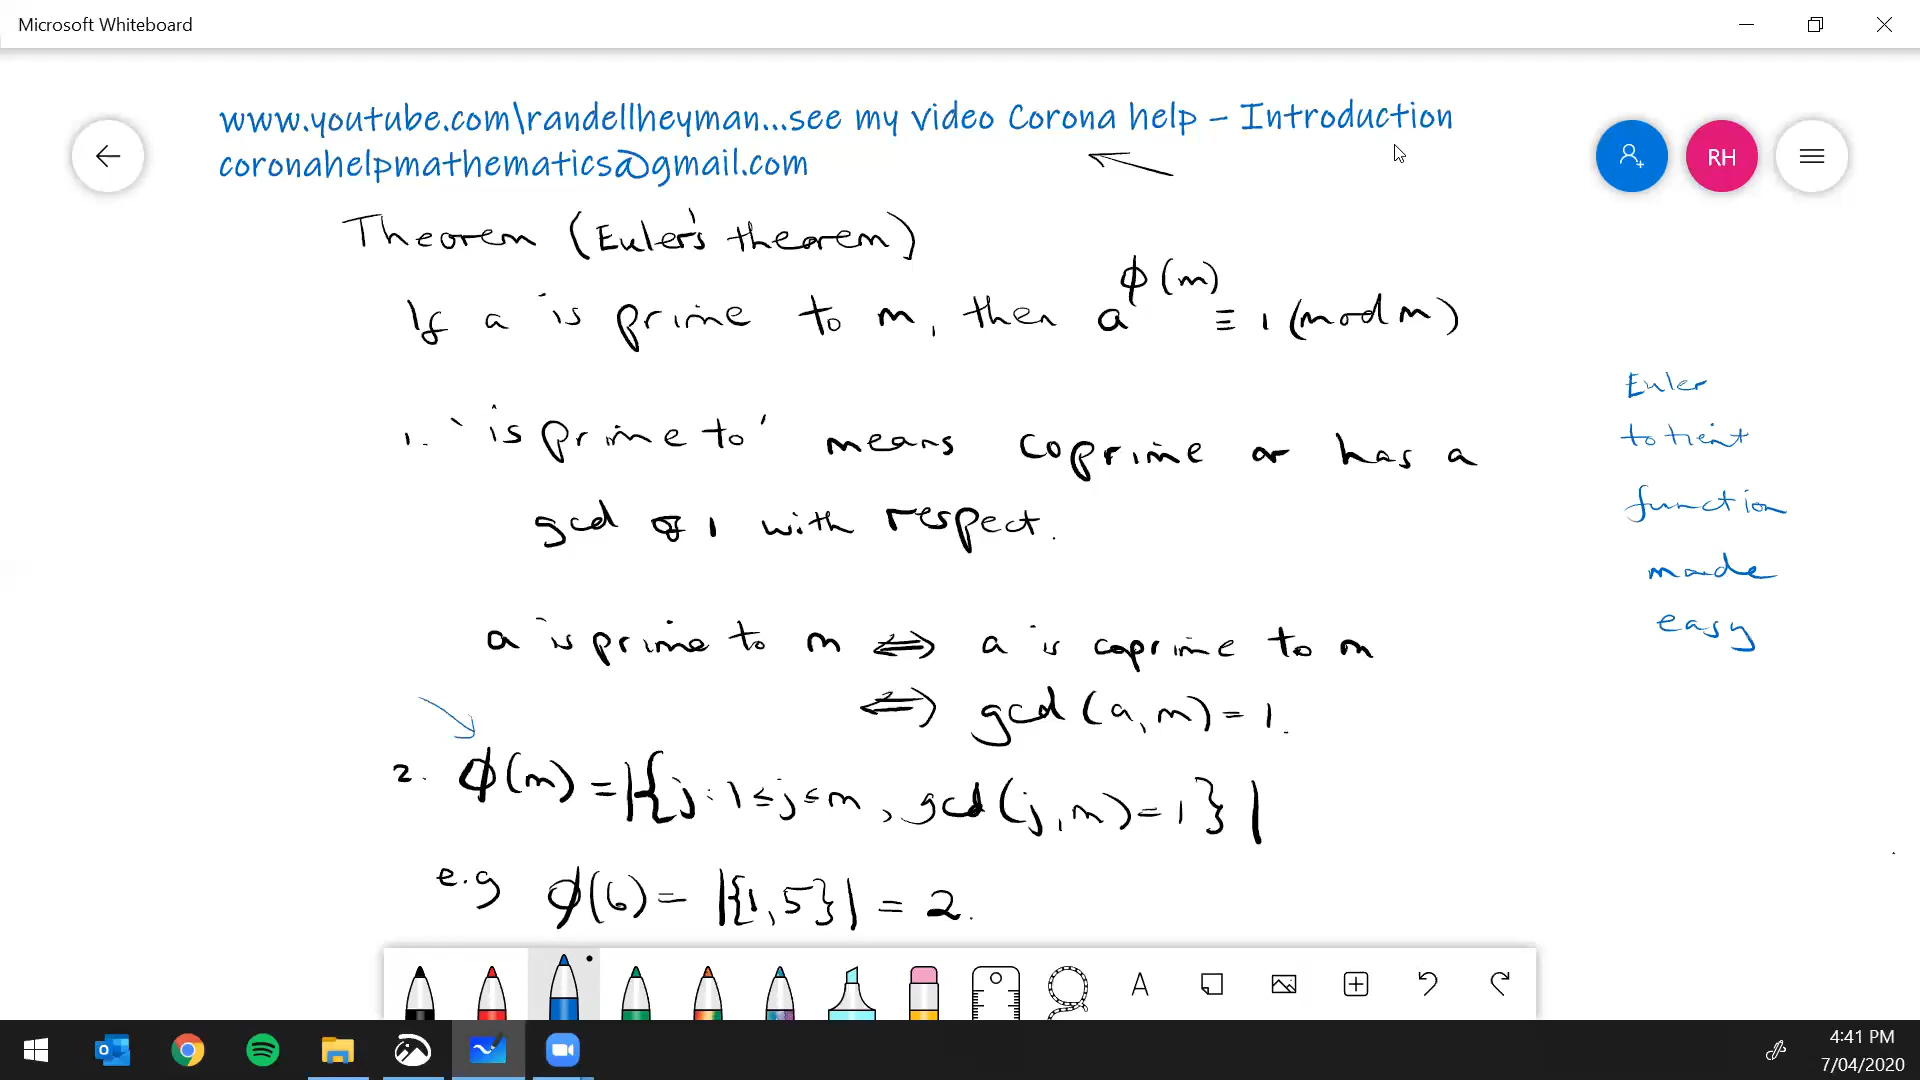 Microsoft Whiteboard
www.youtube.com\randellheyman...see my video Corona help – Introduction
coronahelpmathematics@gmail.com
RH
Theorem (Euler's theorem)
If a is prime to m, then a^ϕ(m) ≡ 1 (mod m)
1. 'is prime to' means coprime or has a
gcd of 1 with respect.
a is prime to m ⟺ a is coprime to m
⟺ gcd(a,m)=1.
2. ϕ(m)=|{j:1≤j≤m, gcd(j,m)=1}|
e.g ϕ(6)=|{1,5}| = 2.
Euler
totient
function
made
easy
4:41 PM
7/04/2020